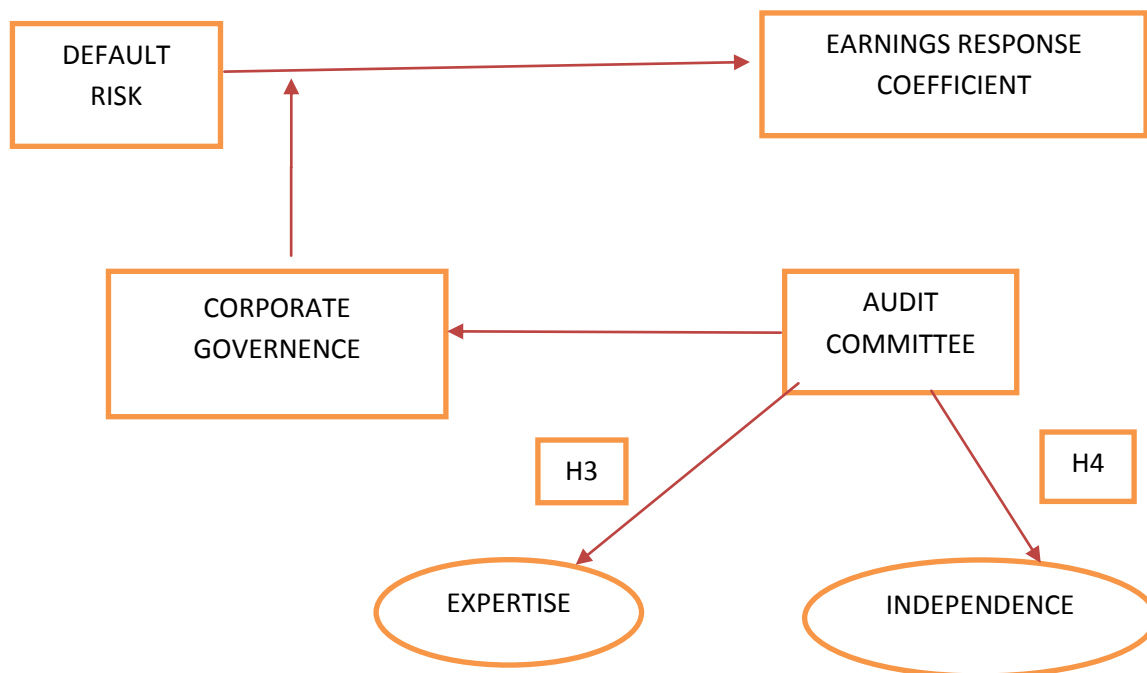 DEFAULT
RISK
EARNINGS RESPONSE
COEFFICIENT
CORPORATE
GOVERNENCE
AUDIT
COMMITTEE
H3
H4
EXPERTISE
INDEPENDENCE